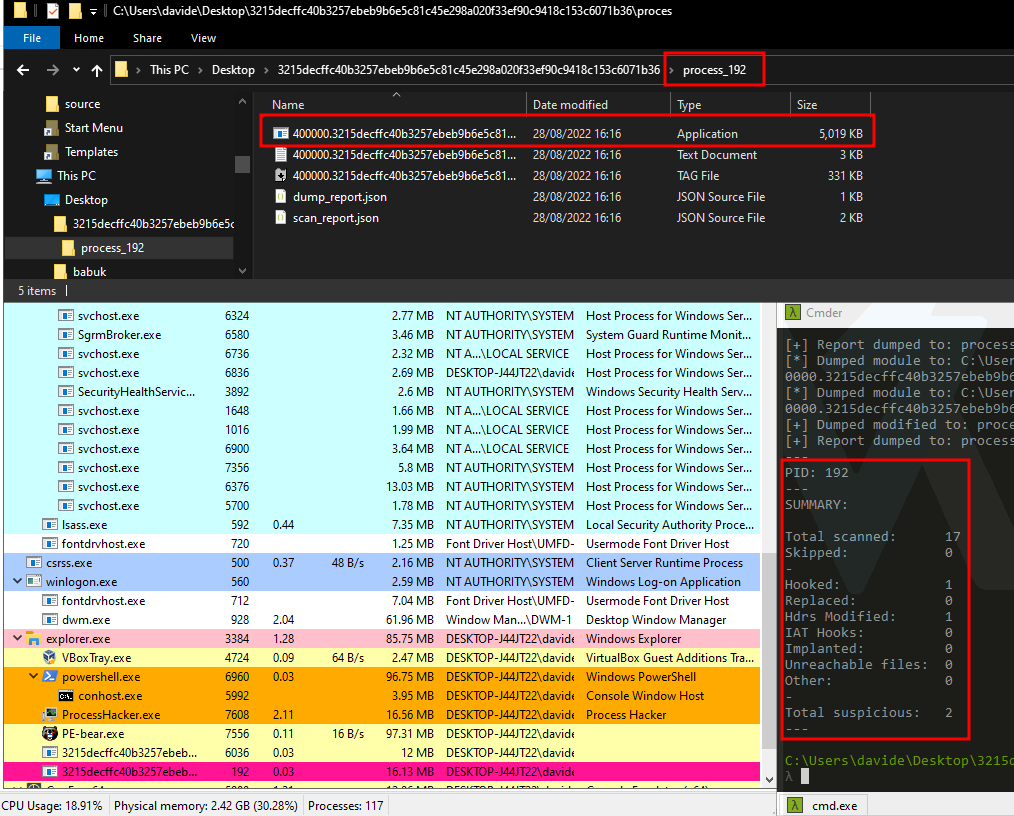 C:\Users\davide\Desktop\3215decffc40b3257ebeb9b6e5c81c45e298a020f33ef90c9418c153c6071b36\proces
File Home Share View
This PC Desktop 3215decffc40b3257ebeb9b6e5c81c45e298a020f33ef90c9418c153c6071b36 process_192
source
Start Menu
Templates
This PC
Desktop
3215decffc40b3257ebeb9b6e5c
process_192
babuk
Name Date modified Type Size
400000.3215decffc40b3257ebeb9b6e5c81... 28/08/2022 16:16 Application 5,019 KB
400000.3215decffc40b3257ebeb9b6e5c81... 28/08/2022 16:16 Text Document 3 KB
400000.3215decffc40b3257ebeb9b6e5c81... 28/08/2022 16:16 TAG File 331 KB
dump_report.json 28/08/2022 16:16 JSON Source File 1 KB
scan_report.json 28/08/2022 16:16 JSON Source File 2 KB
5 items
svchost.exe 6324 2.77 MB NT AUTHORITY\SYSTEM Host Process for Windows Ser...
SgrmBroker.exe 6580 3.46 MB NT AUTHORITY\SYSTEM System Guard Runtime Monit...
svchost.exe 6736 2.32 MB NT A...\LOCAL SERVICE Host Process for Windows Ser...
svchost.exe 6836 2.69 MB DESKTOP-J44JT22\davide Host Process for Windows Ser...
SecurityHealthServic... 3892 2.6 MB NT AUTHORITY\SYSTEM Windows Security Health Serv...
svchost.exe 1648 1.66 MB NT A...\LOCAL SERVICE Host Process for Windows Ser...
svchost.exe 1016 1.99 MB NT A...\LOCAL SERVICE Host Process for Windows Ser...
svchost.exe 6900 3.64 MB NT A...\LOCAL SERVICE Host Process for Windows Ser...
svchost.exe 7356 5.8 MB NT AUTHORITY\SYSTEM Host Process for Windows Ser...
svchost.exe 6376 13.03 MB NT AUTHORITY\SYSTEM Host Process for Windows Ser...
svchost.exe 5700 1.78 MB NT AUTHORITY\SYSTEM Host Process for Windows Ser...
lsass.exe 592 0.44 7.35 MB NT AUTHORITY\SYSTEM Local Security Authority Proce...
fontdrvhost.exe 720 1.25 MB Font Driver Host\UMFD- Usermode Font Driver Host
csrss.exe 500 0.37 48 B/s 2.16 MB NT AUTHORITY\SYSTEM Client Server Runtime Process
winlogon.exe 560 2.59 MB NT AUTHORITY\SYSTEM Windows Log-on Application
fontdrvhost.exe 712 7.04 MB Font Driver Host\UMFD- Usermode Font Driver Host
dwm.exe 928 2.04 61.96 MB Window Man...\DWM-1 Desktop Window Manager
explorer.exe 3384 1.28 85.75 MB DESKTOP-J44JT22\davide Windows Explorer
VBoxTray.exe 4724 0.09 64 B/s 2.47 MB DESKTOP-J44JT22\davide VirtualBox Guest Additions Tra...
powershell.exe 6960 0.03 96.75 MB DESKTOP-J44JT22\davide Windows PowerShell
conhost.exe 5992 3.95 MB DESKTOP-J44JT22\davide Console Window Host
ProcessHacker.exe 7608 2.11 16.56 MB DESKTOP-J44JT22\davide Process Hacker
PE-bear.exe 7556 0.11 16 B/s 97.31 MB DESKTOP-J44JT22\davide
3215decffc40b3257ebeb... 6036 0.03 12 MB DESKTOP-J44JT22\davide
3215decffc40b3257ebeb... 192 0.03 16.13 MB DESKTOP-J44JT22\davide
CPU Usage: 18.91% Physical memory: 2.42 GB (30.28%) Processes: 117
λ Cmder
[+] Report dumped to: process
[*] Dumped module to: C:\User
0000.3215decffc40b3257ebeb9b6
[*] Dumped module to: C:\User
0000.3215decffc40b3257ebeb9b6
[+] Dumped modified to: proce
[+] Report dumped to: process
---
PID: 192
---
SUMMARY:
Total scanned: 17
Skipped: 0
-
Hooked: 1
Replaced: 0
Hdrs Modified: 1
IAT Hooks: 0
Implanted: 0
Unreachable files: 0
Other: 0
-
Total suspicious: 2
---
C:\Users\davide\Desktop\3215d
λ
λ cmd.exe